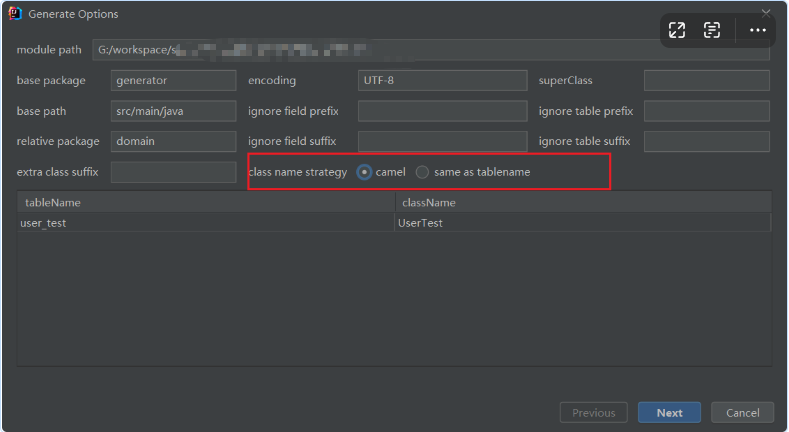 Generate Options
module path G:/workspace/s
base package generator encoding UTF-8 superClass
base path src/main/java ignore field prefix ignore table prefix
relative package domain ignore field suffix ignore table suffix
extra class suffix class name strategy camel same as tablename
tableName className
user_test UserTest
Previous Next Cancel